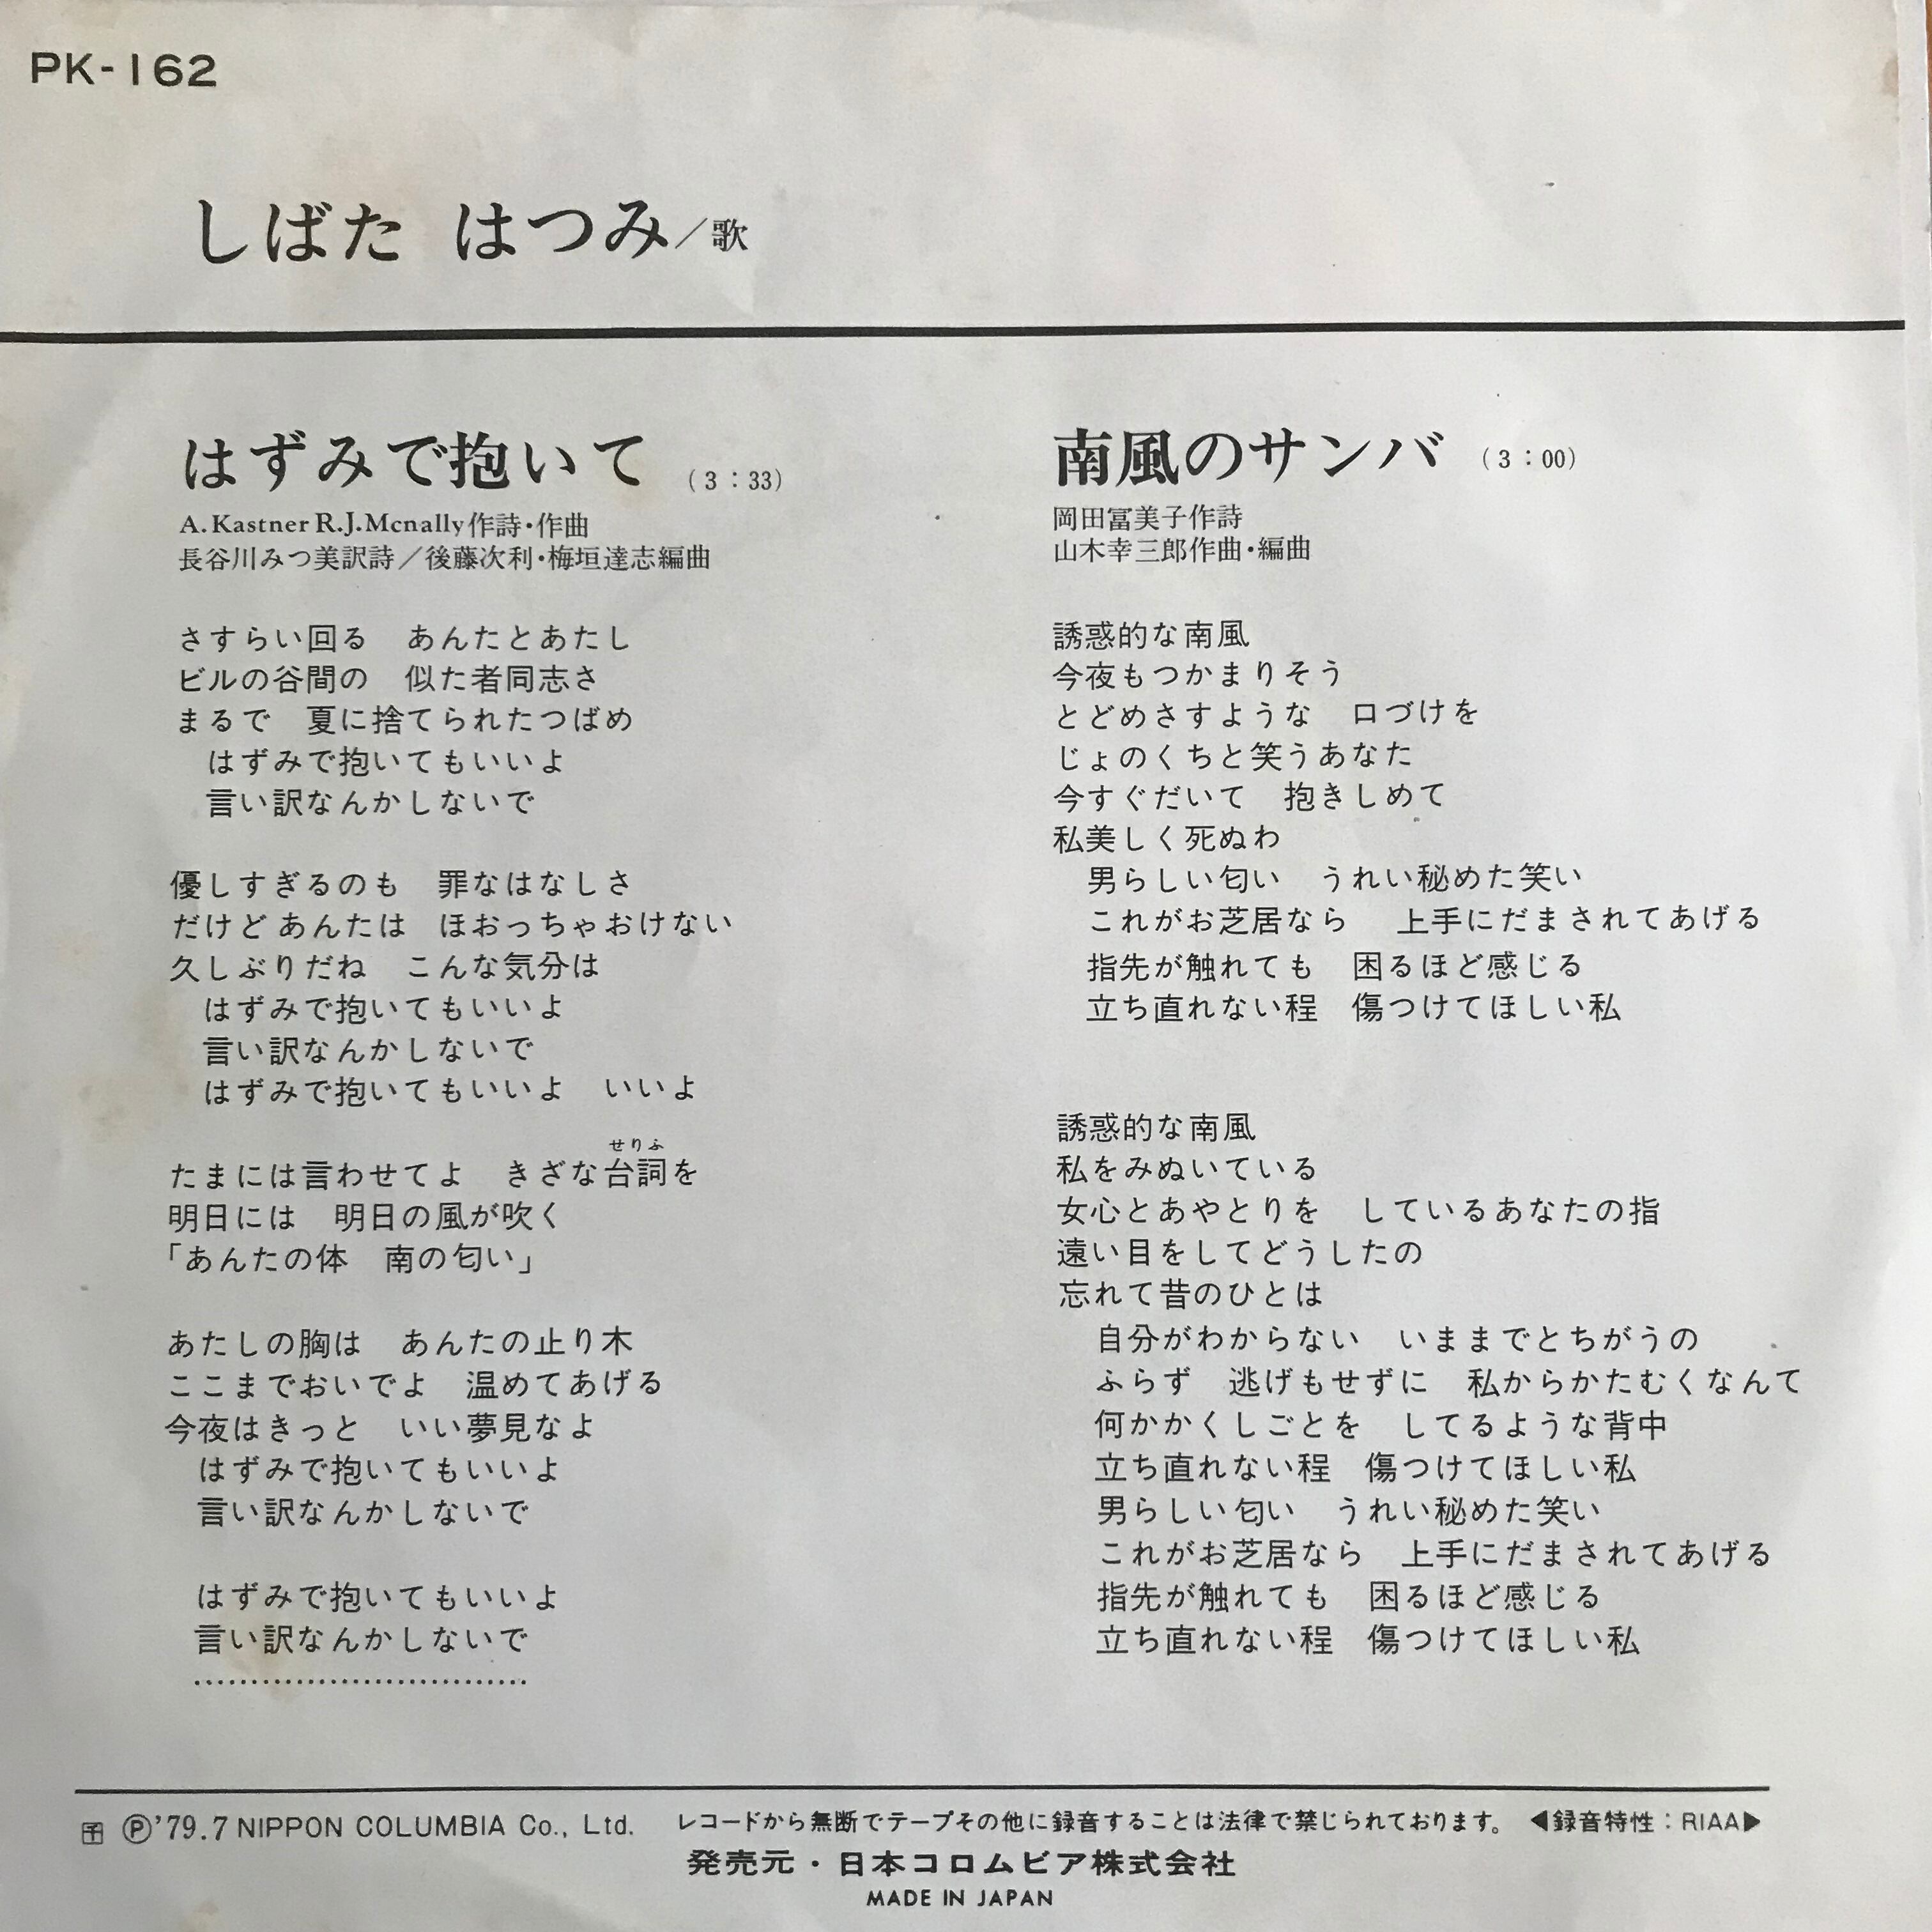 PK-162
しばた はつみ／歌
はずみで抱いて (3：33)
A. Kastner R.J.Mcnally作詩・作曲
長谷川みつ美訳詩／後藤次利・梅垣達志編曲
さすらい回る　あんたとあたし
ビルの谷間の　似た者同志さ
まるで　夏に捨てられたつばめ
はずみで抱いてもいいよ
言い訳なんかしないで
優しすぎるのも　罪なはなしさ
だけど あんたは　ほおっちゃおけない
久しぶりだね　こんな気分は
はずみで抱いてもいいよ
言い訳なんかしないで
はずみで抱いてもいいよ　いいよ
せりふ
たまには言わせてよ　きざな台詞を
明日には　明日の風が吹く
「あんたの体　南の匂い」
あたしの胸は　あんたの止り木
ここまでおいでよ　温めてあげる
今夜はきっと　いい夢見なよ
はずみで抱いてもいいよ
言い訳なんかしないで
はずみで抱いてもいいよ
言い訳なんかしないで
…………………………
南風のサンバ (3：00)
岡田冨美子作詩
山木幸三郎作曲・編曲
誘惑的な南風
今夜もつかまりそう
とどめさすような　口づけを
じょのくちと笑うあなた
今すぐだいて　抱きしめて
私美しく死ぬわ
男らしい匂い　うれい秘めた笑い
これがお芝居なら　上手にだまされてあげる
指先が触れても　困るほど感じる
立ち直れない程　傷つけてほしい私
誘惑的な南風
私をみぬいている
女心とあやとりを　しているあなたの指
遠い目をしてどうしたの
忘れて昔のひとは
自分がわからない　いままでとちがうの
ふらず　逃げもせずに　私からかたむくなんて
何かかくしごとを　してるような背中
立ち直れない程　傷つけてほしい私
男らしい匂い　うれい秘めた笑い
これがお芝居なら　上手にだまされてあげる
指先が触れても　困るほど感じる
立ち直れない程　傷つけてほしい私
Ⓟ'79.7 NIPPON COLUMBIA Co., Ltd. レコードから無断でテープその他に録音することは法律で禁じられております。 ◀録音特性：RIAA▶
発売元・日本コロムビア株式会社
MADE IN JAPAN